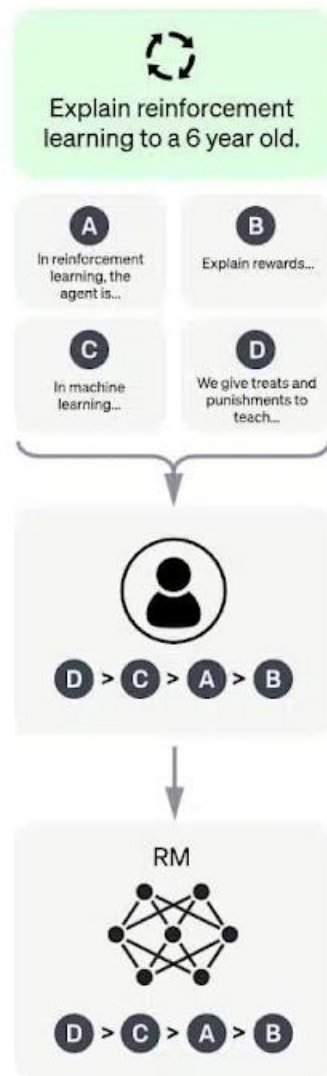 Explain reinforcement
learning to a 6 year old.
A
In reinforcement
learning, the
agent is...
B
Explain rewards...
C
In machine
learning...
D
We give treats and
punishments to
teach...
D > C > A > B
RM
D > C > A > B